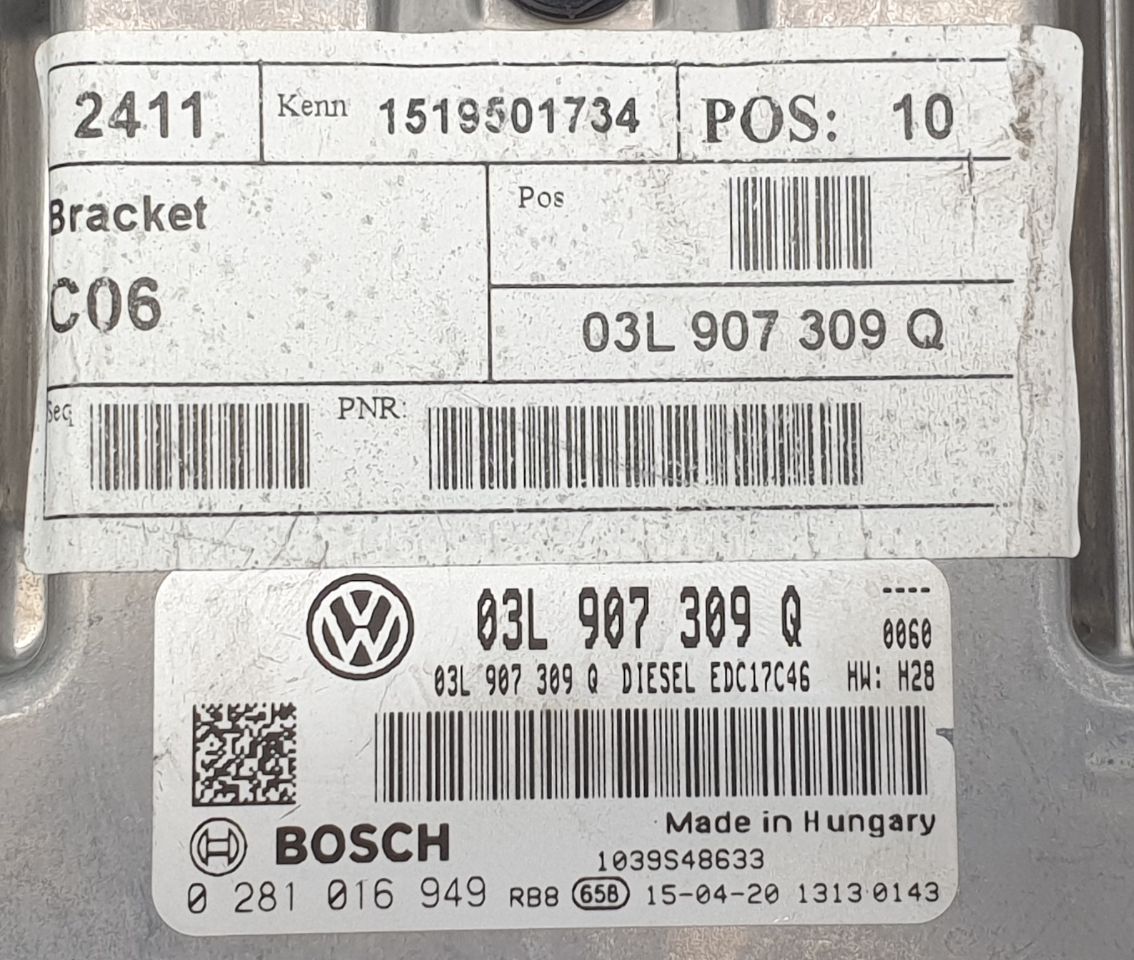 2411 Kenn 1519501734 POS: 10
Bracket Pos
C06
03L 907 309 Q
Seq PNR:
03L 907 309 Q ----
0060
03L 907 309 Q DIESEL EDC17C46 HW: H28
Made in Hungary
BOSCH
1039S48633
0 281 016 949 RB8 65B 15-04-20 1313 0143